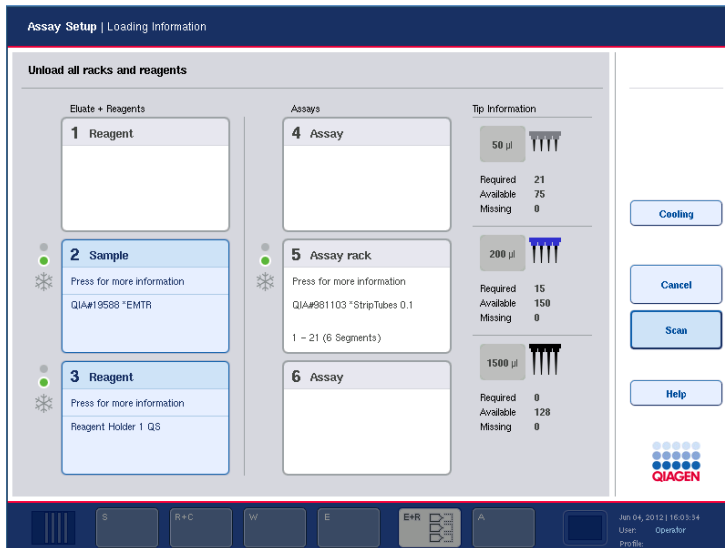 Assay Setup | Loading Information
Unload all racks and reagents
Eluate + Reagents
1 Reagent
2 Sample
Press for more information
QIA#19588 *EMTR
3 Reagent
Press for more information
Reagent Holder 1 QS
Assays
4 Assay
5 Assay rack
Press for more information
QIA#981103 *StripTubes 0.1
1 - 21 (6 Segments)
6 Assay
Tip Information
50 µl
Required 21
Available 75
Missing 0
200 µl
Required 15
Available 150
Missing 0
1500 µl
Required 0
Available 128
Missing 0
Cooling
Cancel
Scan
Help
QIAGEN
S
R+C
W
E
E+R
A
Jun 04, 2012 | 16:03:54
User: Operator
Profile: